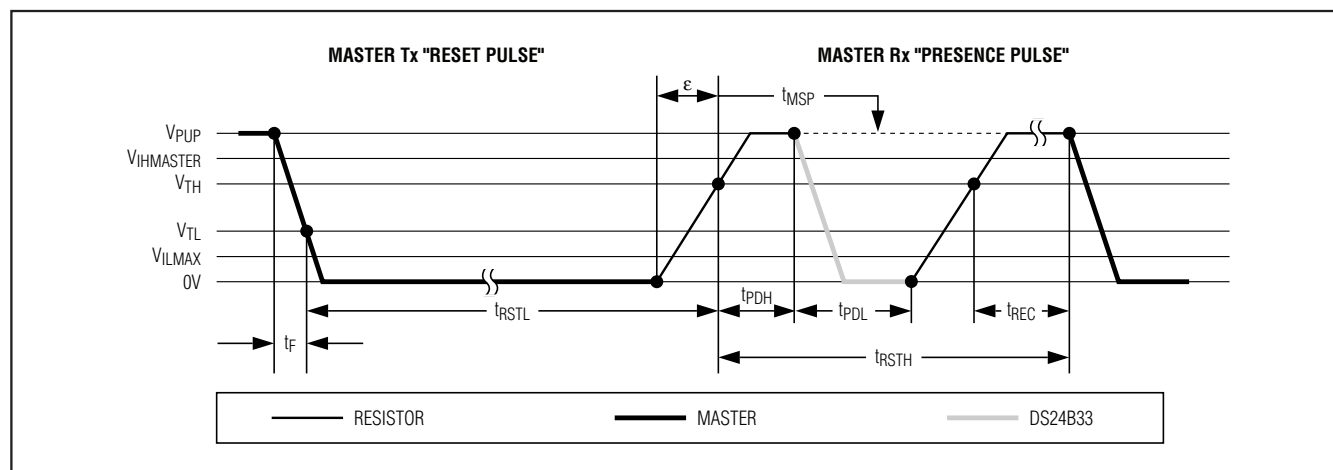 MASTER Tx "RESET PULSE"
MASTER Rx "PRESENCE PULSE"
ε
tMSP
VPUP
VIHMASTER
VTH
VTL
VILMAX
0V
tRSTL
tPDH
tPDL
tREC
tF
tRSTH
RESISTOR
MASTER
DS24B33